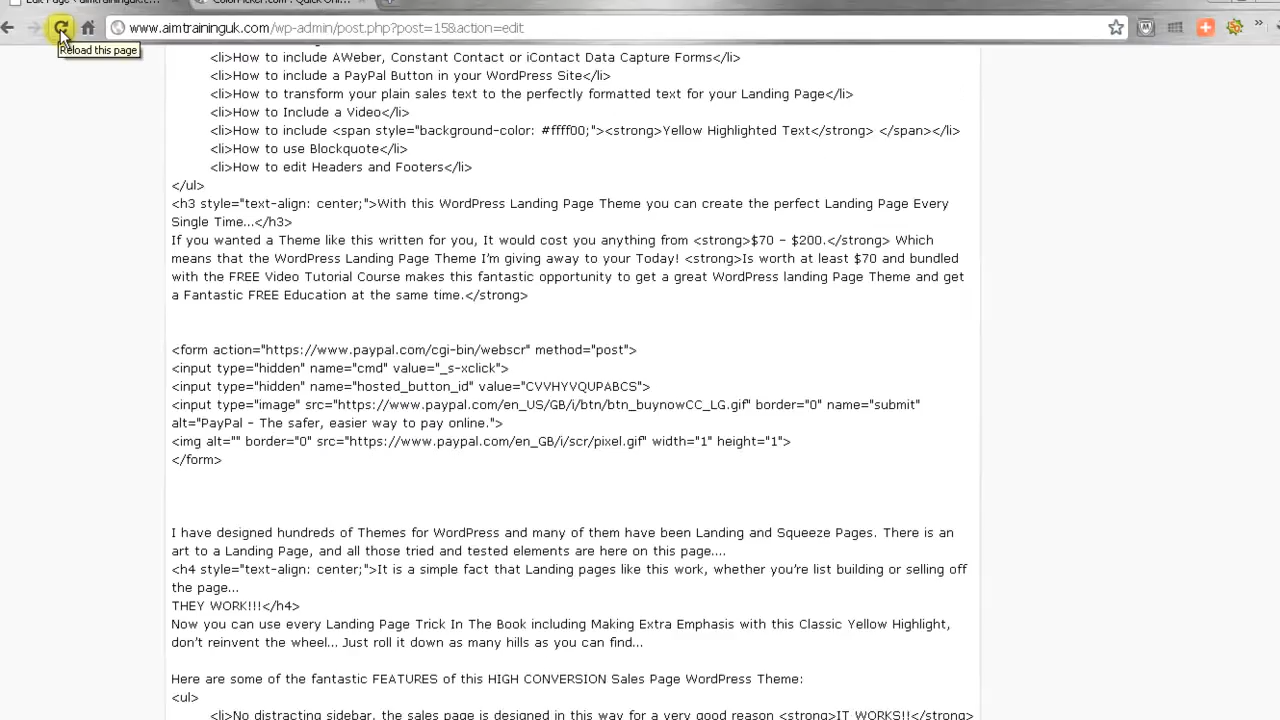 Edit Page
www.aimtraininguk.com/wp-admin/post.php?post=15&action=edit
Reload this page
<li>How to include AWeber, Constant Contact or iContact Data Capture Forms</li>
<li>How to include a PayPal Button in your WordPress Site</li>
<li>How to transform your plain sales text to the perfectly formatted text for your Landing Page</li>
<li>How to Include a Video</li>
<li>How to include <span style="background-color: #ffff00;"><strong>Yellow Highlighted Text</strong> </span></li>
<li>How to use Blockquote</li>
<li>How to edit Headers and Footers</li>
</ul>
<h3 style="text-align: center;">With this WordPress Landing Page Theme you can create the perfect Landing Page Every
Single Time...</h3>
If you wanted a Theme like this written for you, It would cost you anything from <strong>$70 – $200.</strong> Which
means that the WordPress Landing Page Theme I'm giving away to your Today! <strong>Is worth at least $70 and bundled
with the FREE Video Tutorial Course makes this fantastic opportunity to get a great WordPress landing Page Theme and get
a Fantastic FREE Education at the same time.</strong>
<form action="https://www.paypal.com/cgi-bin/webscr" method="post">
<input type="hidden" name="cmd" value="_s-xclick">
<input type="hidden" name="hosted_button_id" value="CVVHYVQUPABCS">
<input type="image" src="https://www.paypal.com/en_US/GB/i/btn/btn_buynowCC_LG.gif" border="0" name="submit"
alt="PayPal – The safer, easier way to pay online.">
<img alt="" border="0" src="https://www.paypal.com/en_GB/i/scr/pixel.gif" width="1" height="1">
</form>
I have designed hundreds of Themes for WordPress and many of them have been Landing and Squeeze Pages. There is an
art to a Landing Page, and all those tried and tested elements are here on this page....
<h4 style="text-align: center;">It is a simple fact that Landing pages like this work, whether you're list building or selling off
the page...
THEY WORK!!!</h4>
Now you can use every Landing Page Trick In The Book including Making Extra Emphasis with this Classic Yellow Highlight,
don't reinvent the wheel... Just roll it down as many hills as you can find...
Here are some of the fantastic FEATURES of this HIGH CONVERSION Sales Page WordPress Theme:
<ul>
<li>No distracting sidebar, the sales page is designed in this way for a very good reason <strong>IT WORKS!!</strong>